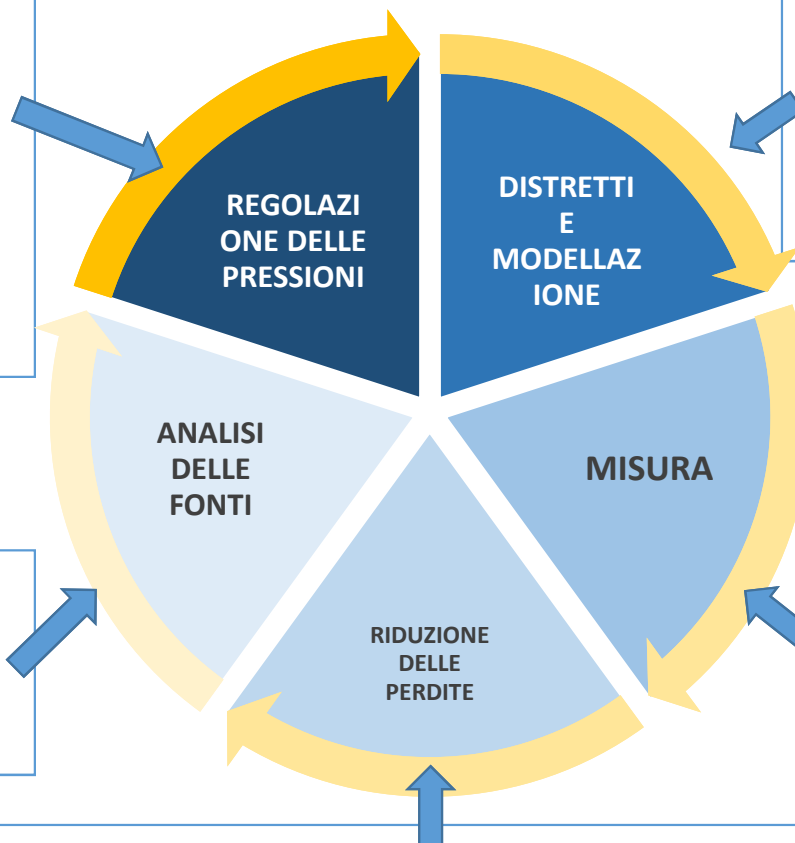 REGOLAZI
ONE DELLE
PRESSIONI
DISTRETTI
E
MODELLAZ
IONE
MISURA
RIDUZIONE
DELLE
PERDITE
ANALISI
DELLE
FONTI